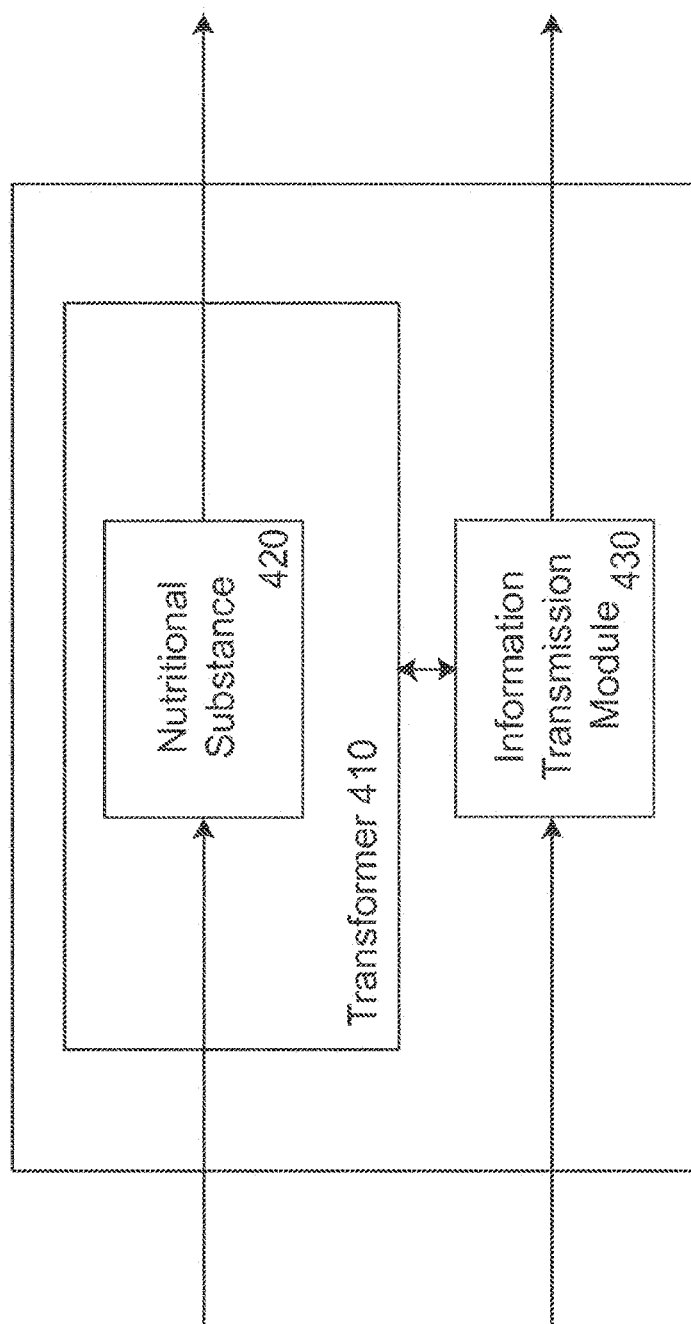 Nutritional
Substance
420
Transformer 410
Information
Transmission
Module 430